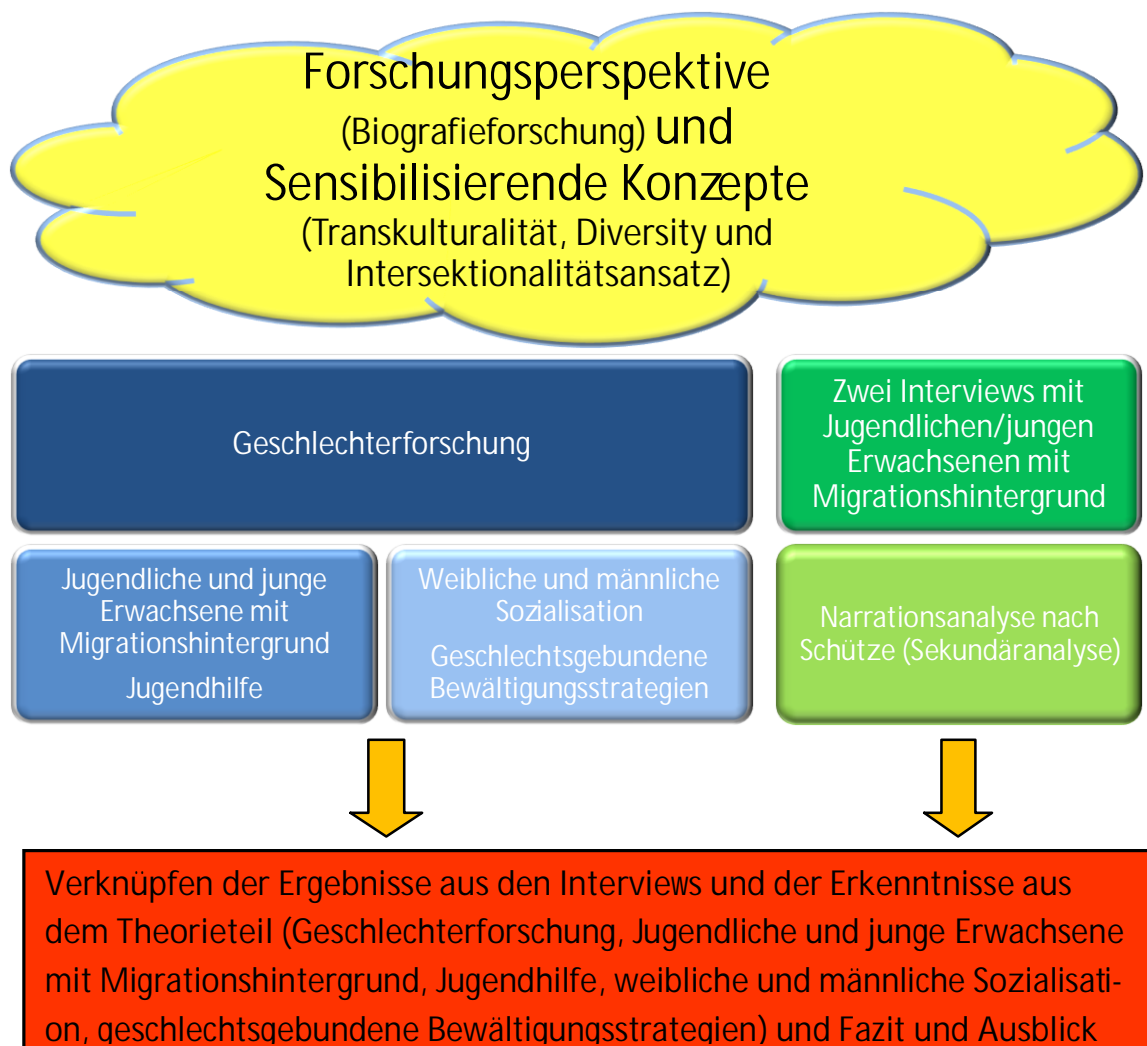 Forschungsperspektive
(Biografieforschung) und
Sensibilisierende Konzepte
(Transkulturalität, Diversity und
Intersektionalitätsansatz)
Geschlechterforschung
Zwei Interviews mit
Jugendlichen/jungen
Erwachsenen mit
Migrationshintergrund
Jugendliche und junge
Erwachsene mit
Migrationshintergrund
Jugendhilfe
Weibliche und männliche
Sozialisation
Geschlechtsgebundene
Bewältigungsstrategien
Narrationsanalyse nach
Schütze (Sekundäranalyse)
Verknüpfen der Ergebnisse aus den Interviews und der Erkenntnisse aus
dem Theorieteil (Geschlechterforschung, Jugendliche und junge Erwachsene
mit Migrationshintergrund, Jugendhilfe, weibliche und männliche Sozialisati-
on, geschlechtsgebundene Bewältigungsstrategien) und Fazit und Ausblick